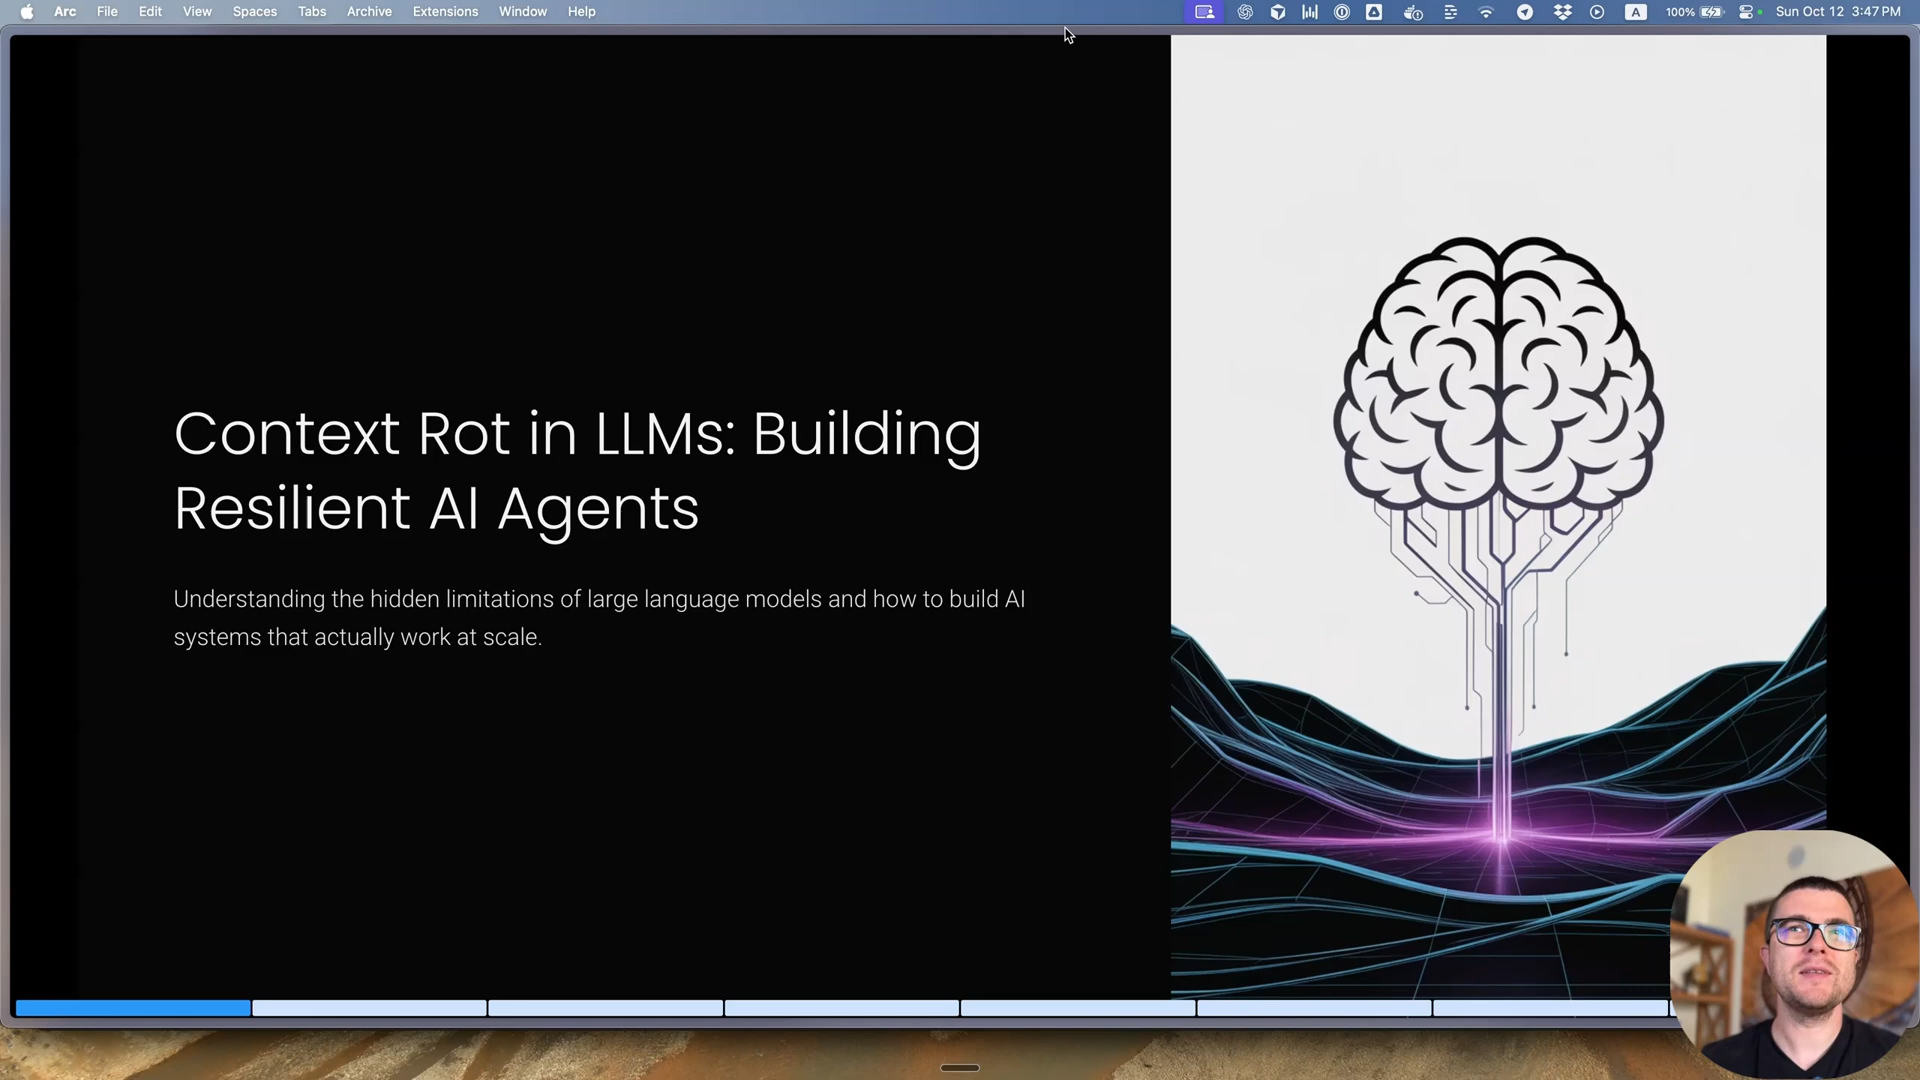 Arc File Edit View Spaces Tabs Archive Extensions Window Help A 100% Sun Oct 12 3:47 PM
Context Rot in LLMs: Building
Resilient AI Agents
Understanding the hidden limitations of large language models and how to build AI
systems that actually work at scale.